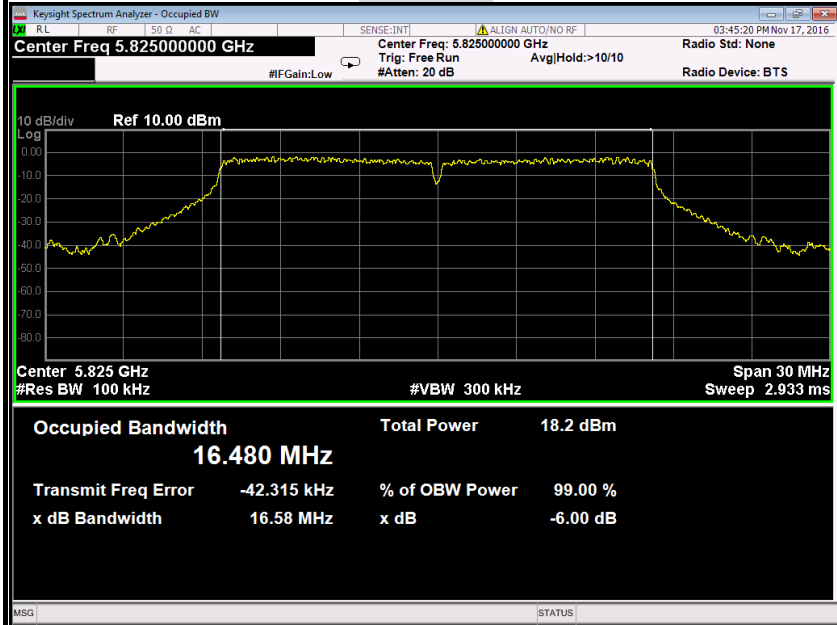 Keysight Spectrum Analyzer - Occupied BW
LXI RL RF 50 Ω AC SENSE:INT ALIGN AUTO/NO RF 03:45:20 PM Nov 17, 2016
Center Freq 5.825000000 GHz Center Freq: 5.825000000 GHz Radio Std: None
Trig: Free Run Avg|Hold:>10/10
#IFGain:Low #Atten: 20 dB Radio Device: BTS
10 dB/div Ref 10.00 dBm
Log
0.00
-10.0
-20.0
-30.0
-40.0
-50.0
-60.0
-70.0
-80.0
Center 5.825 GHz Span 30 MHz
#Res BW 100 kHz #VBW 300 kHz Sweep 2.933 ms
Occupied Bandwidth Total Power 18.2 dBm
16.480 MHz
Transmit Freq Error -42.315 kHz % of OBW Power 99.00 %
x dB Bandwidth 16.58 MHz x dB -6.00 dB
MSG STATUS